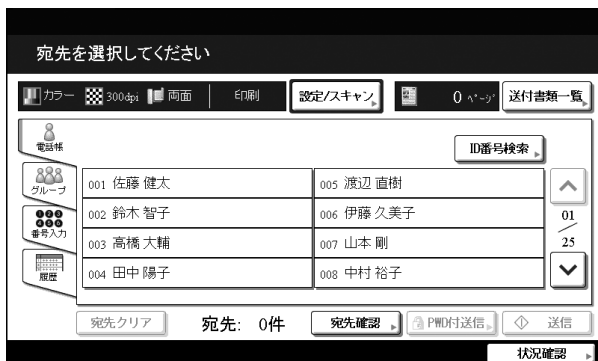 宛先を選択してください
カラー 300dpi 両面 印刷 設定/スキャン 0 ページ 送付書類一覧
電話帳 ID番号検索
グループ
番号入力
履歴
001 佐藤 健太 005 渡辺 直樹
002 鈴木 智子 006 伊藤 久美子
003 高橋 大輔 007 山本 剛
004 田中 陽子 008 中村 裕子
01
25
宛先クリア 宛先: 0件 宛先確認 PWD付送信 送信
状況確認